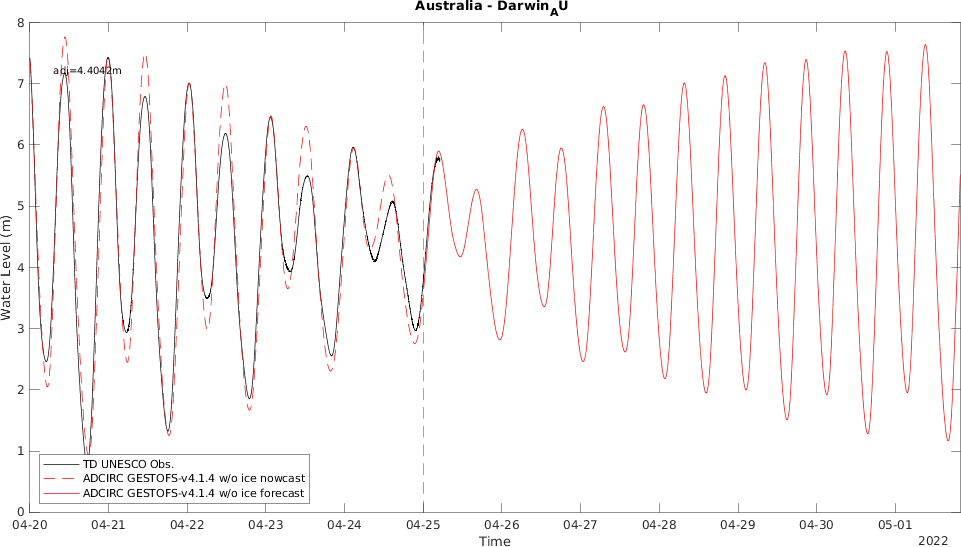 Australia - Darwin_AU
8
7
6
5
4
3
2
1
0
Water Level (m)
adj=4.4042m
TD UNESCO Obs.
ADCIRC GESTOFS-v4.1.4 w/o ice nowcast
ADCIRC GESTOFS-v4.1.4 w/o ice forecast
04-20 04-21 04-22 04-23 04-24 04-25 04-26 04-27 04-28 04-29 04-30 05-01
Time
2022